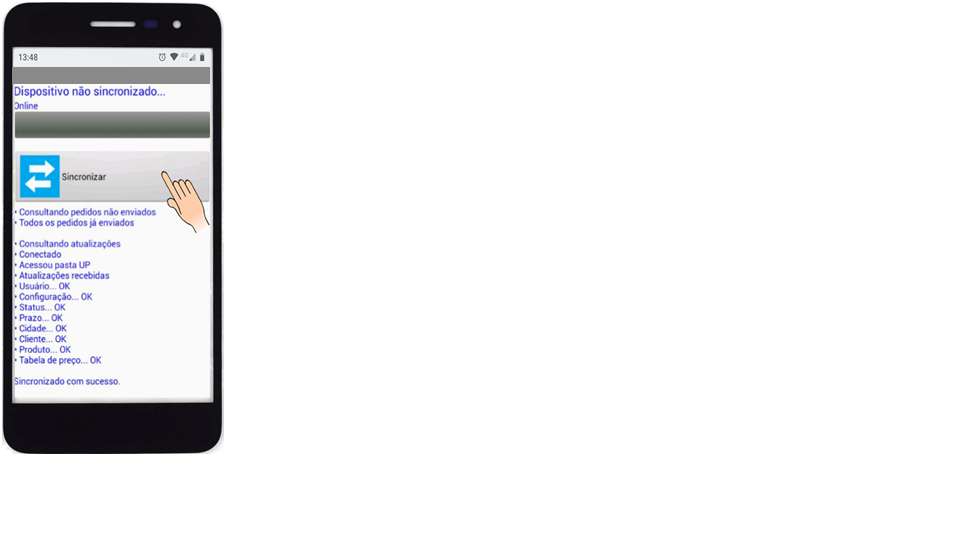 13:48
4G
Dispositivo não sincronizado...
Online
Sincronizar
• Consultando pedidos não enviados
• Todos os pedidos já enviados
• Consultando atualizações
• Conectado
• Acessou pasta UP
• Atualizações recebidas
• Usuário... OK
• Configuração... OK
• Status... OK
• Prazo... OK
• Cidade... OK
• Cliente... OK
• Produto... OK
• Tabela de preço... OK
Sincronizado com sucesso.